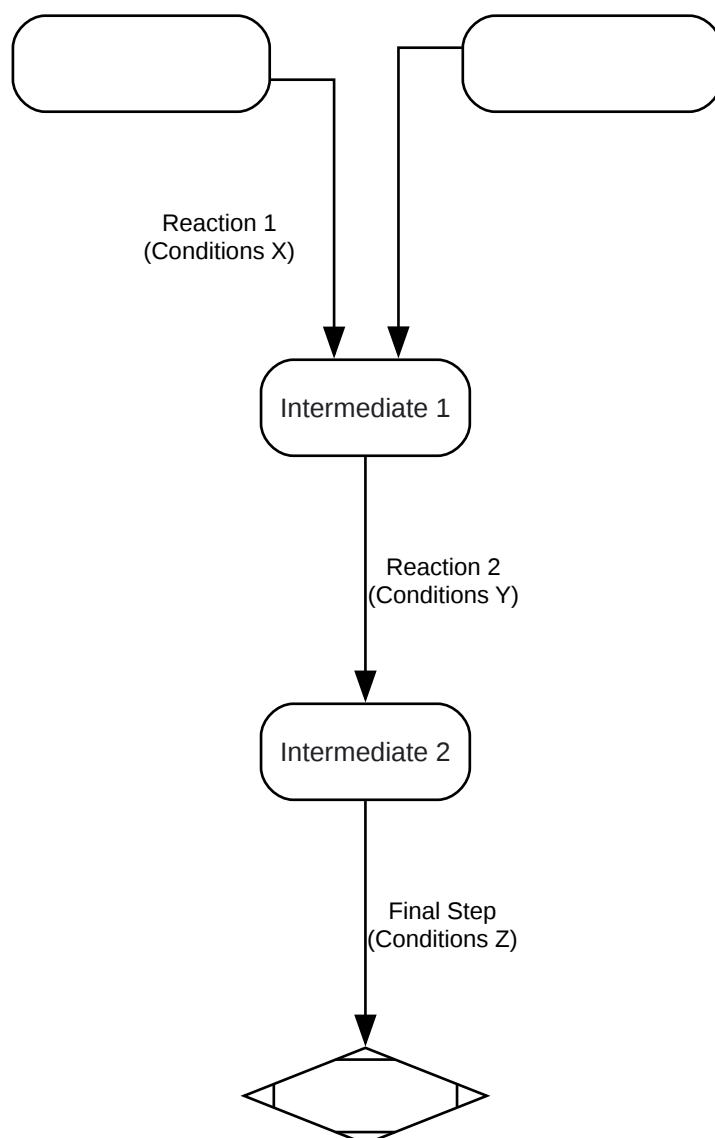 Reaction 1
(Conditions X)
Intermediate 1
Reaction 2
(Conditions Y)
Intermediate 2
Final Step
(Conditions Z)